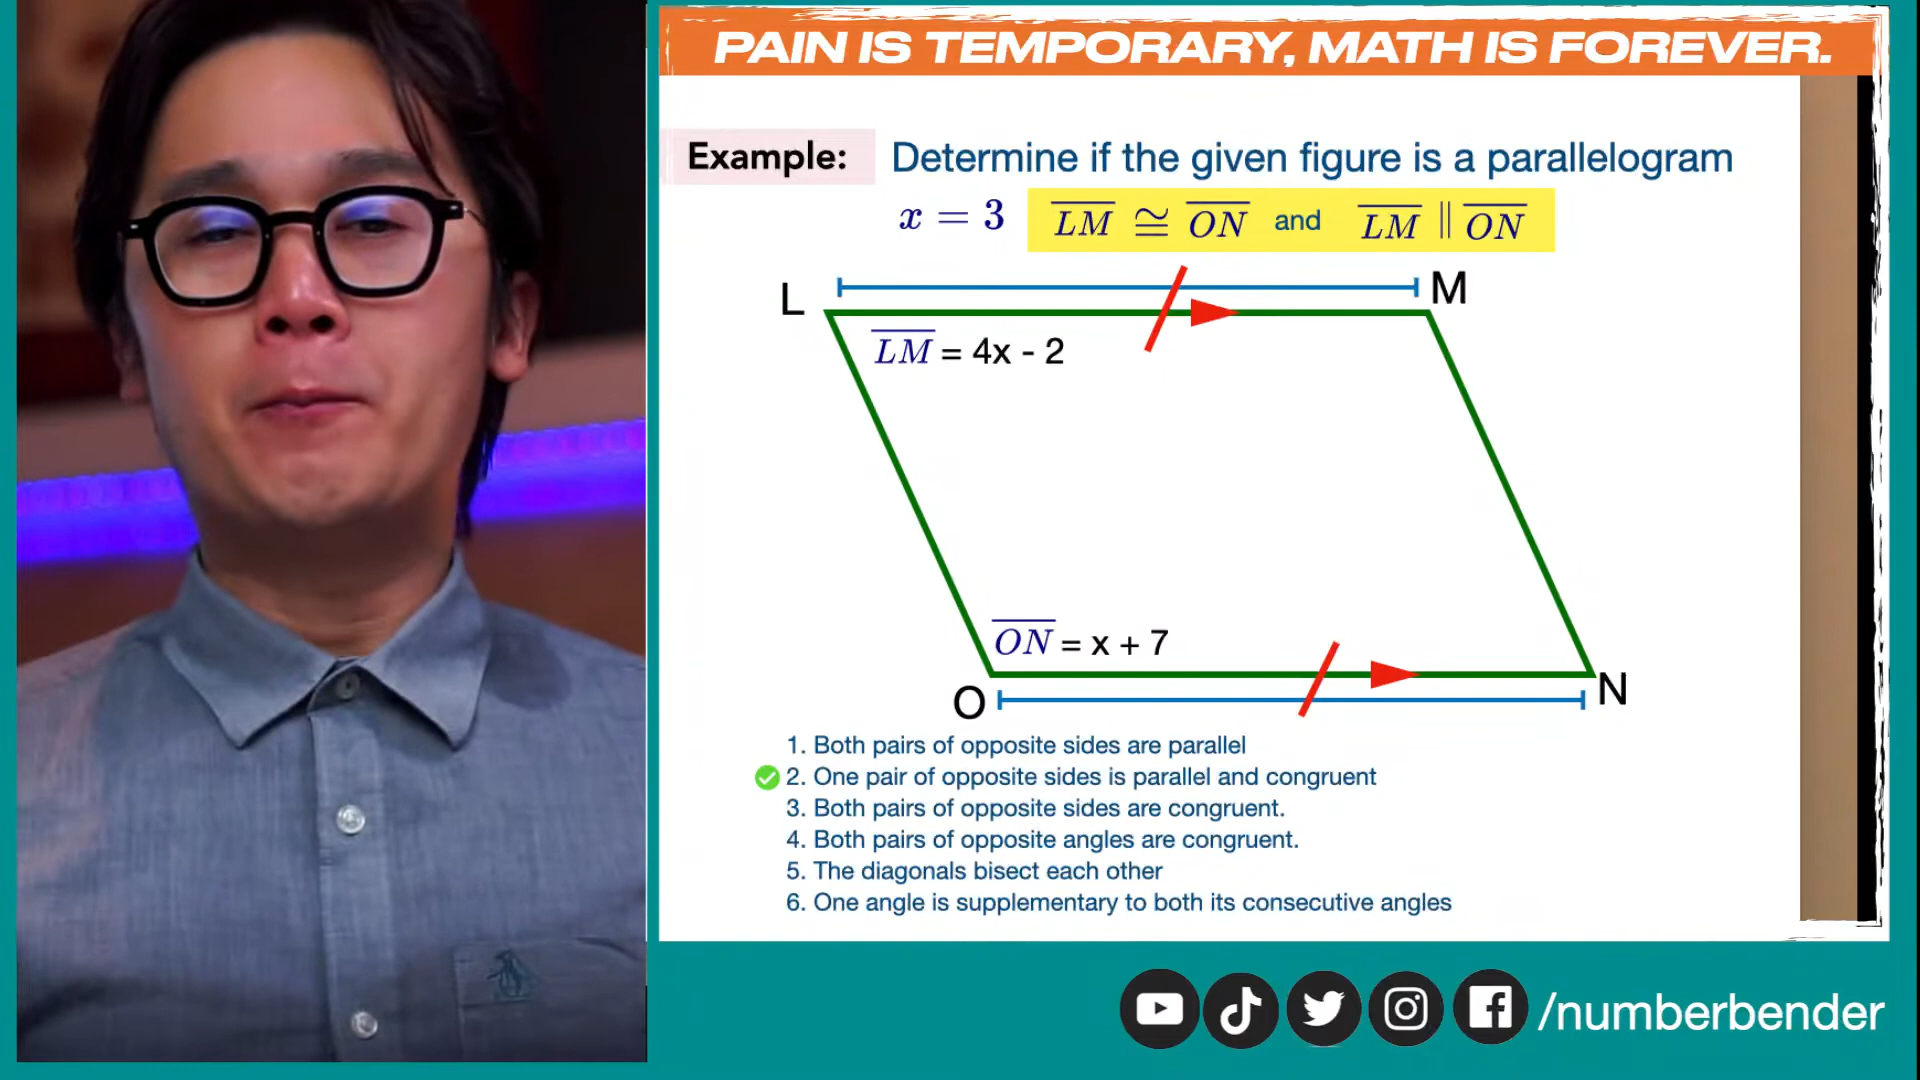 PAIN IS TEMPORARY, MATH IS FOREVER.
Example: Determine if the given figure is a parallelogram
x = 3 LM ≅ ON and LM ∥ ON
L M
LM = 4x - 2
ON = x + 7
O N
1. Both pairs of opposite sides are parallel
2. One pair of opposite sides is parallel and congruent
3. Both pairs of opposite sides are congruent.
4. Both pairs of opposite angles are congruent.
5. The diagonals bisect each other
6. One angle is supplementary to both its consecutive angles
/numberbender